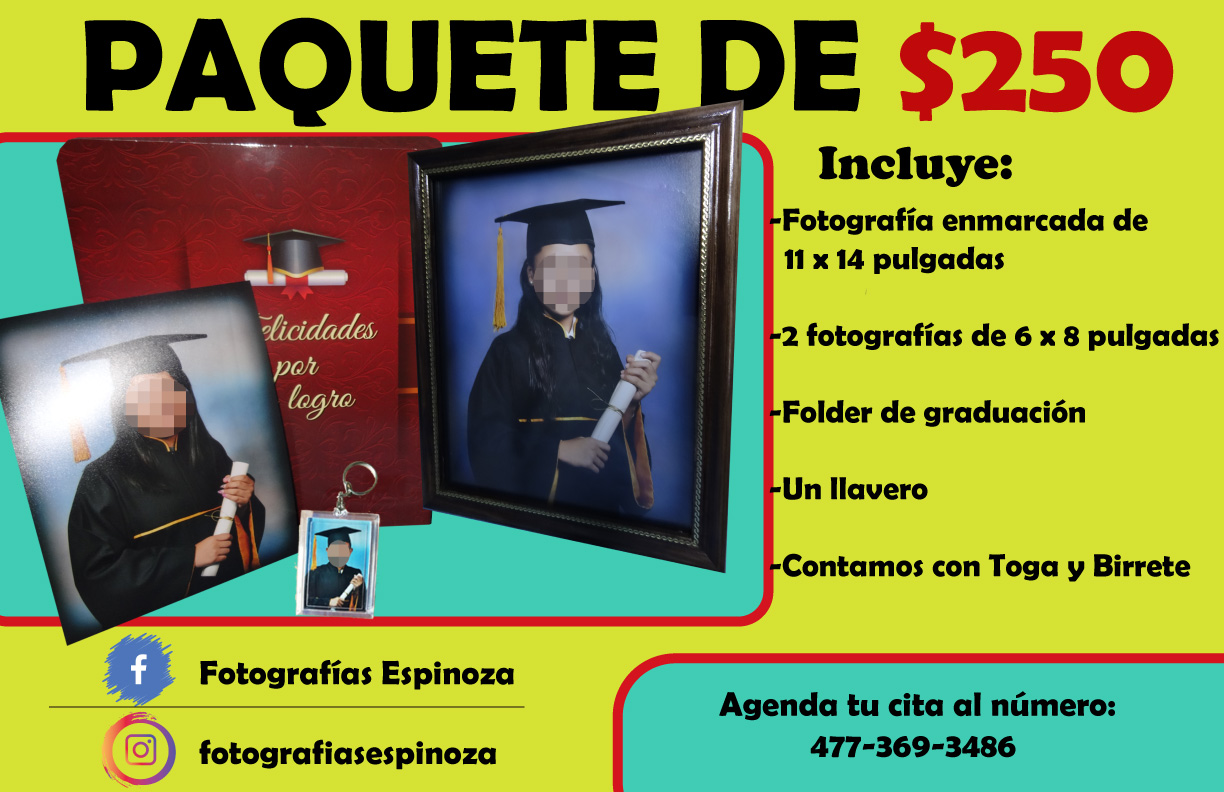 PAQUETE DE $250
Incluye:
-Fotografía enmarcada de
11 x 14 pulgadas
-2 fotografías de 6 x 8 pulgadas
-Folder de graduación
-Un llavero
-Contamos con Toga y Birrete
Felicidades
por
logro
Fotografías Espinoza
fotografiasespinoza
Agenda tu cita al número:
477-369-3486